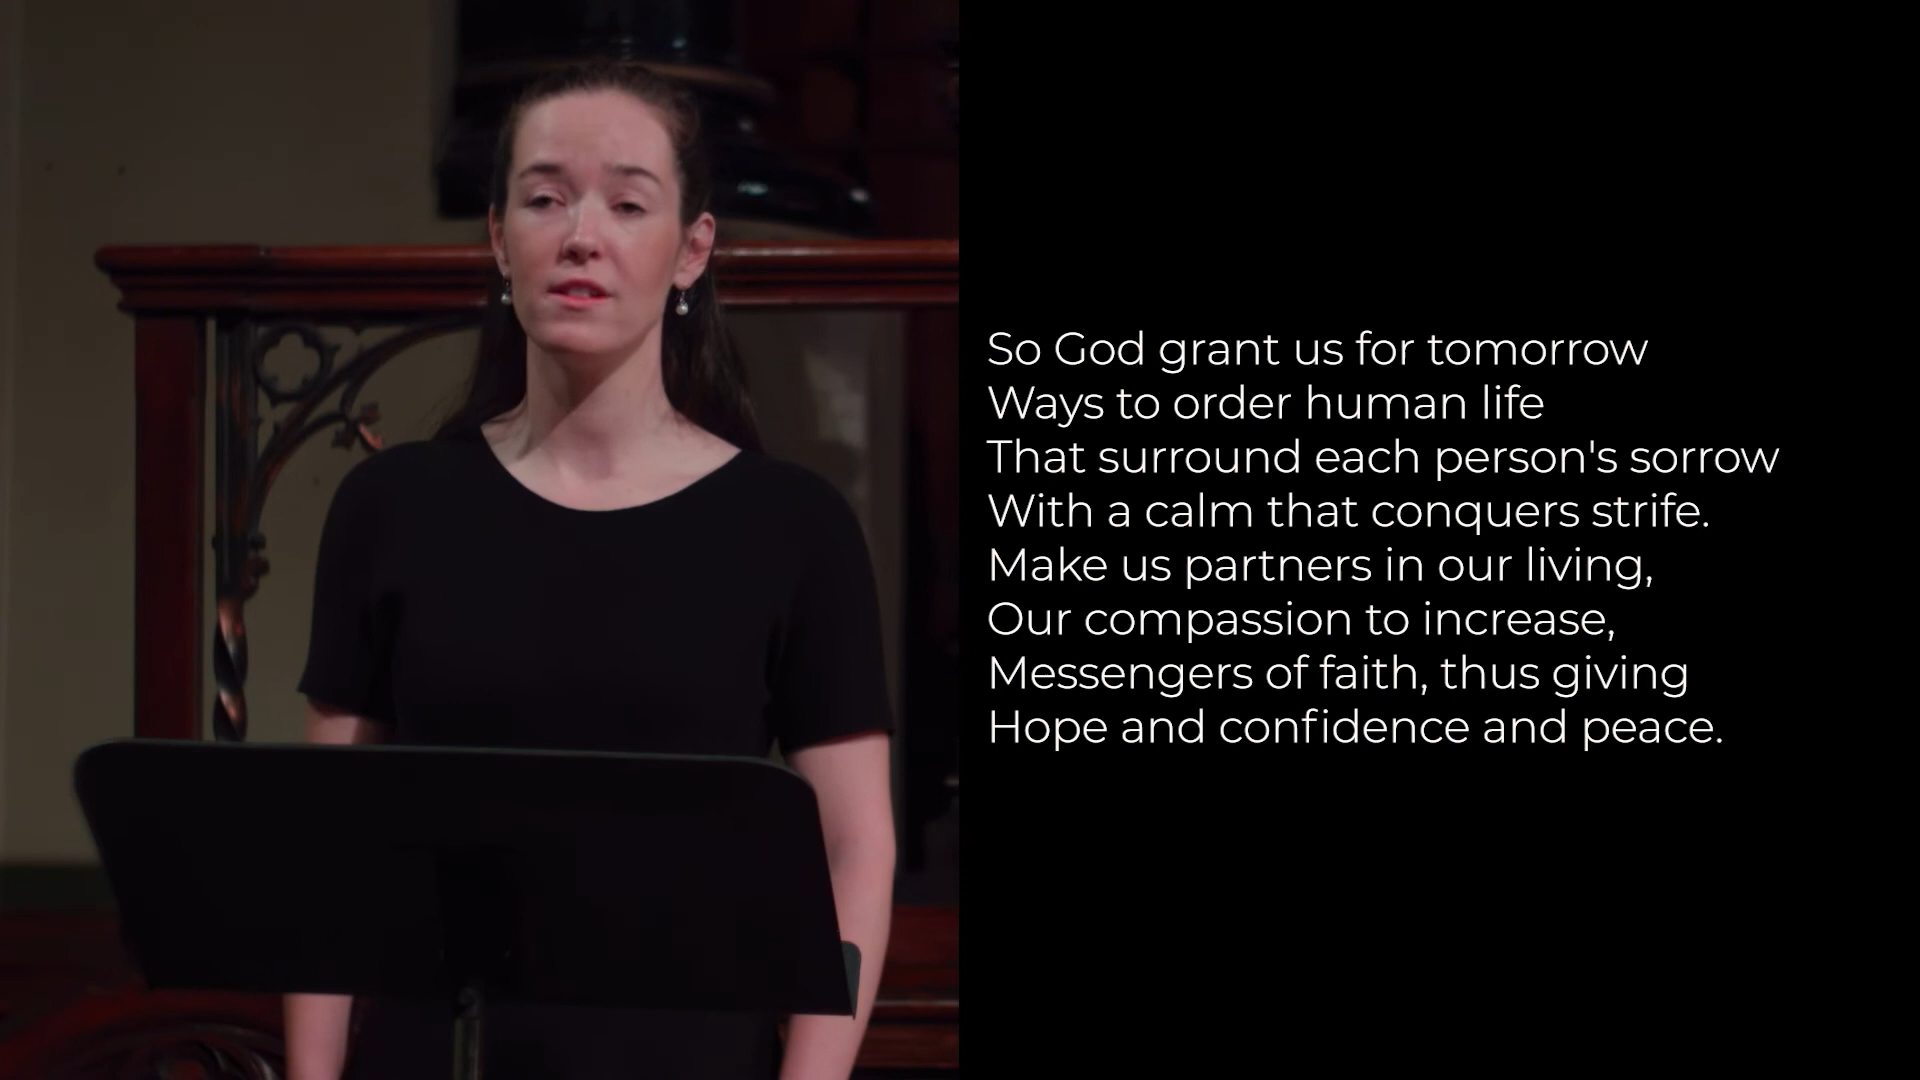 So God grant us for tomorrow
Ways to order human life
That surround each person's sorrow
With a calm that conquers strife.
Make us partners in our living,
Our compassion to increase,
Messengers of faith, thus giving
Hope and confidence and peace.